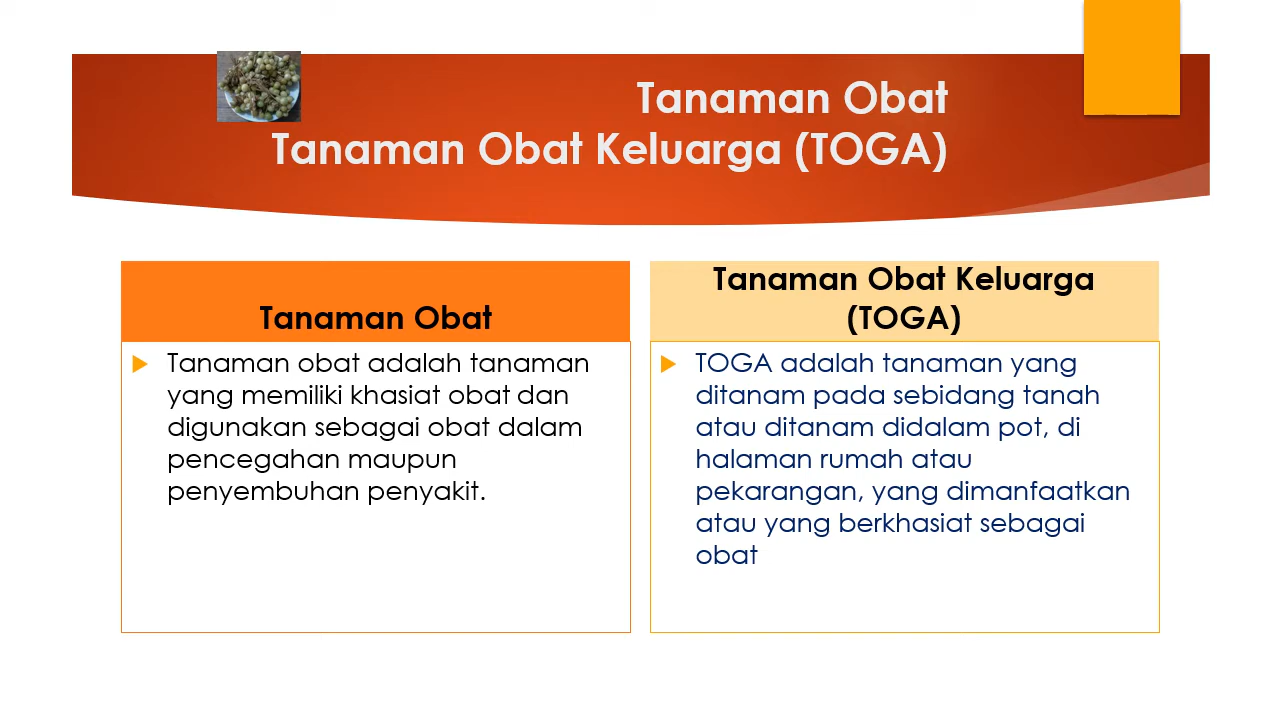 Tanaman Obat
Tanaman Obat Keluarga (TOGA)
Tanaman Obat
Tanaman obat adalah tanaman
yang memiliki khasiat obat dan
digunakan sebagai obat dalam
pencegahan maupun
penyembuhan penyakit.
Tanaman Obat Keluarga
(TOGA)
TOGA adalah tanaman yang
ditanam pada sebidang tanah
atau ditanam didalam pot, di
halaman rumah atau
pekarangan, yang dimanfaatkan
atau yang berkhasiat sebagai
obat